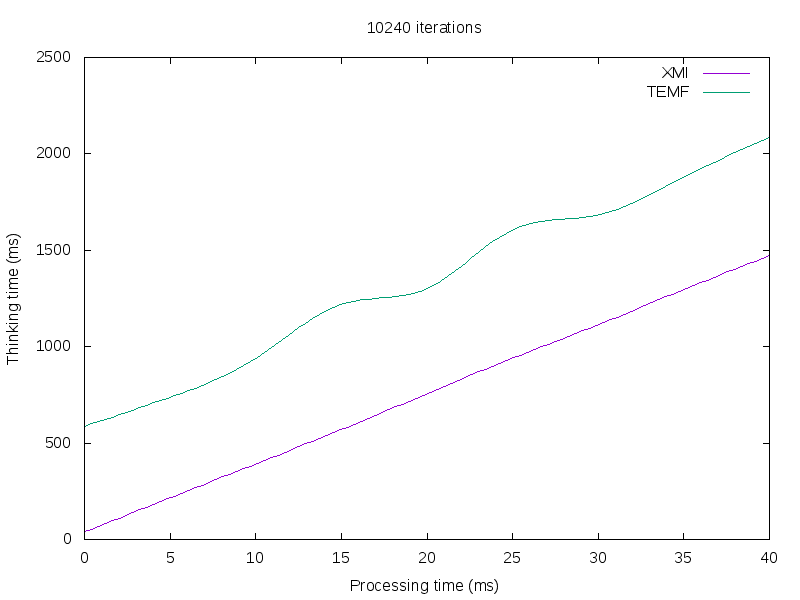 10240 iterations
XMI
TEMF
2500
2000
1500
1000
500
0
Thinking time (ms)
0 5 10 15 20 25 30 35 40
Processing time (ms)